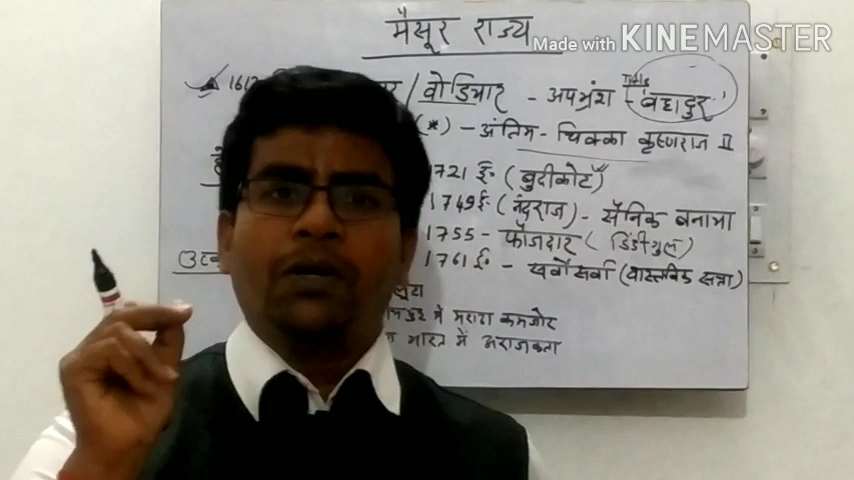 मैसूर राज्य
Made with KINEMASTER
1612 / वोडियार - अपभ्रंश - Title 'बहादुर'
(*) - अंतिम - चिक्का कृष्णराज II
1721 ई. (बुदीकोट)
1749 ई. (नंदराज) - सैनिक बनाया
1755 - फौजदार (डिंडीगुल)
1761 ई. - सर्वोसर्वा (वास्तविक सत्ता)
में मराठा कमजोर
भारत में अराजकता